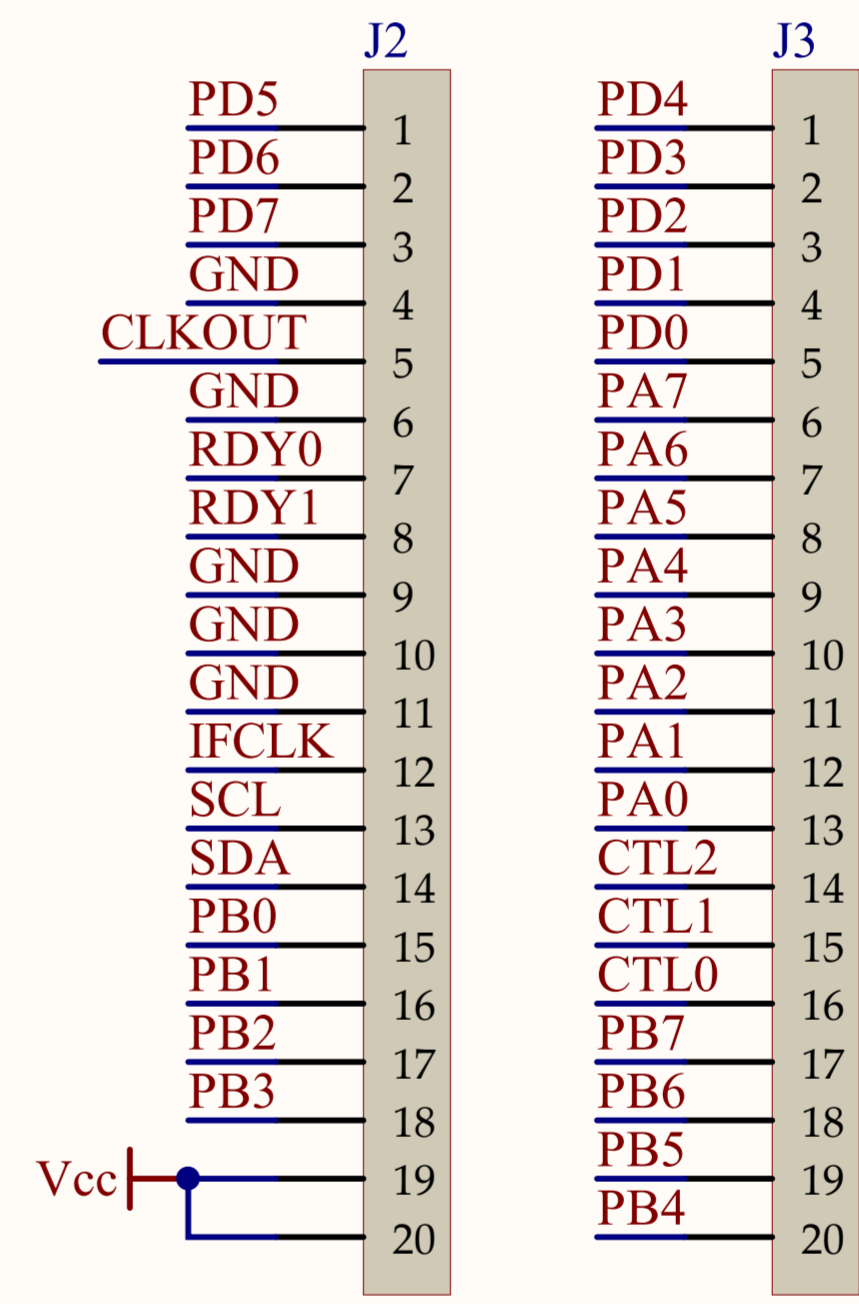 J2
PD5 1
PD6 2
PD7 3
GND 4
CLKOUT 5
GND 6
RDY0 7
RDY1 8
GND 9
GND 10
GND 11
IFCLK 12
SCL 13
SDA 14
PB0 15
PB1 16
PB2 17
PB3 18
Vcc 19
20
J3
PD4 1
PD3 2
PD2 3
PD1 4
PD0 5
PA7 6
PA6 7
PA5 8
PA4 9
PA3 10
PA2 11
PA1 12
PA0 13
CTL2 14
CTL1 15
CTL0 16
PB7 17
PB6 18
PB5 19
PB4 20